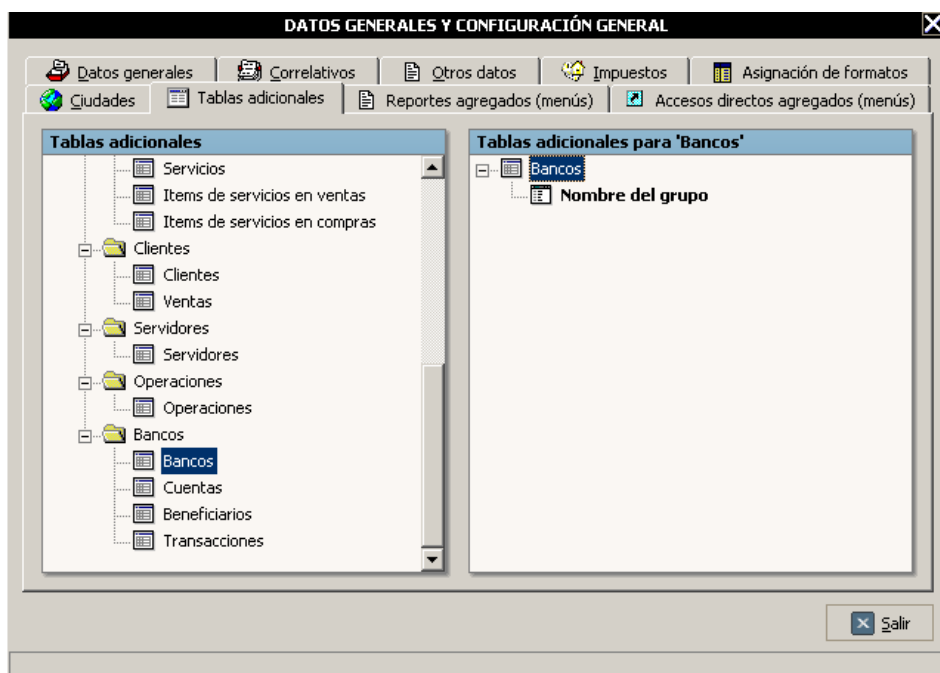 DATOS GENERALES Y CONFIGURACIÓN GENERAL
Datos generales
Correlativos
Otros datos
Impuestos
Asignación de formatos
Ciudades
Tablas adicionales
Reportes agregados (menús)
Accesos directos agregados (menús)
Tablas adicionales
Servicios
Items de servicios en ventas
Items de servicios en compras
Clientes
Clientes
Ventas
Servidores
Servidores
Operaciones
Operaciones
Bancos
Bancos
Cuentas
Beneficiarios
Transacciones
Tablas adicionales para 'Bancos'
Bancos
Nombre del grupo
Salir